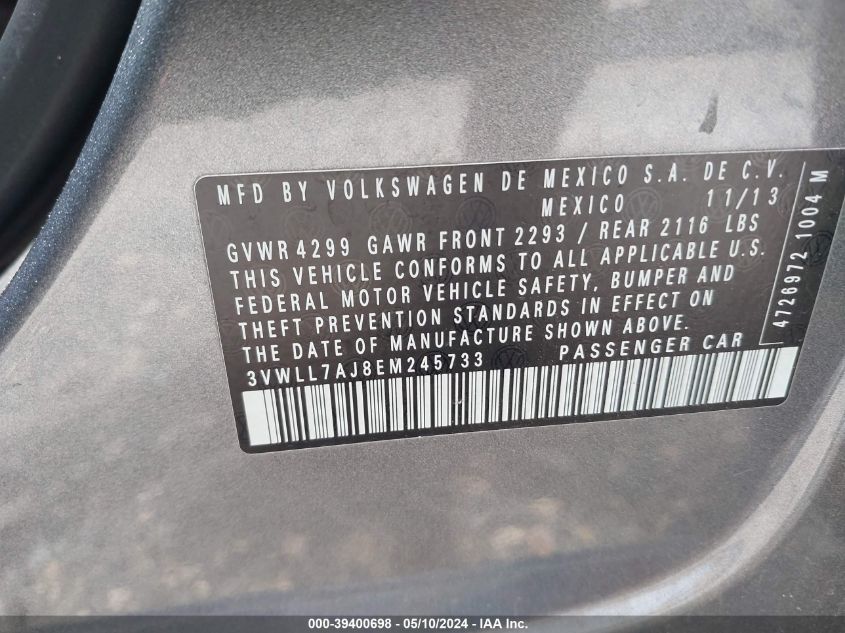 MFD BY VOLKSWAGEN DE MEXICO S.A. DE C.V.
MEXICO 11/13
GVWR 4299 GAWR FRONT 2293 / REAR 2116 LBS
THIS VEHICLE CONFORMS TO ALL APPLICABLE U.S.
FEDERAL MOTOR VEHICLE SAFETY, BUMPER AND
THEFT PREVENTION STANDARDS IN EFFECT ON
THE DATE OF MANUFACTURE SHOWN ABOVE.
3VWLL7AJ8EM245733 PASSENGER CAR
4726972 1004 M
000-39400698 - 05/10/2024 - IAA Inc.